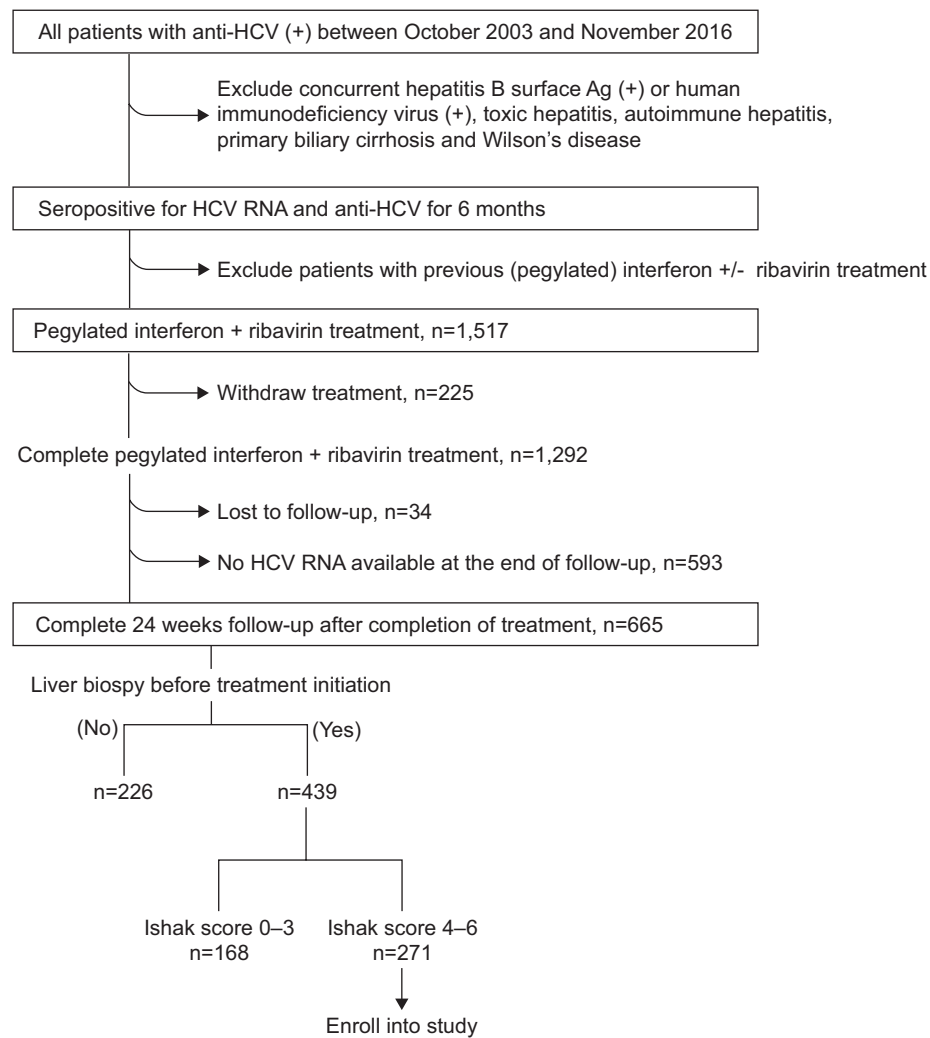 All patients with anti-HCV (+) between October 2003 and November 2016
Exclude concurrent hepatitis B surface Ag (+) or human
immunodeficiency virus (+), toxic hepatitis, autoimmune hepatitis,
primary biliary cirrhosis and Wilson's disease
Seropositive for HCV RNA and anti-HCV for 6 months
Exclude patients with previous (pegylated) interferon +/- ribavirin treatment
Pegylated interferon + ribavirin treatment, n=1,517
Withdraw treatment, n=225
Complete pegylated interferon + ribavirin treatment, n=1,292
Lost to follow-up, n=34
No HCV RNA available at the end of follow-up, n=593
Complete 24 weeks follow-up after completion of treatment, n=665
Liver biospy before treatment initiation
(No) (Yes)
n=226 n=439
Ishak score 0–3 Ishak score 4–6
n=168 n=271
Enroll into study